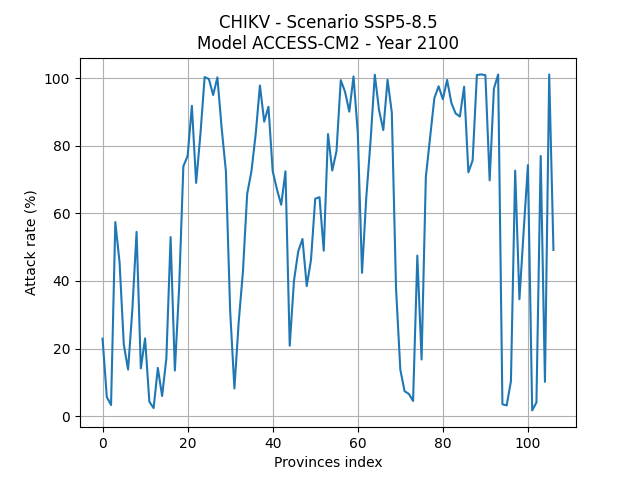 CHIKV - Scenario SSP5-8.5
Model ACCESS-CM2 - Year 2100
Attack rate (%)
100
80
60
40
20
0
0 20 40 60 80 100
Provinces index